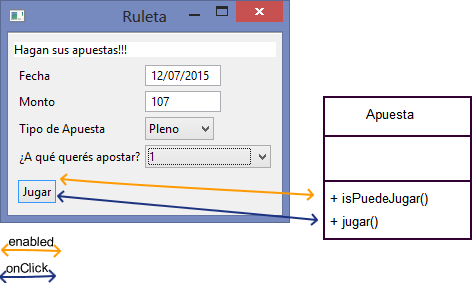 Ruleta
Hagan sus apuestas!!!
Fecha 12/07/2015
Monto 107
Tipo de Apuesta Pleno
¿A qué querés apostar? 1
Jugar
Apuesta
+ isPuedeJugar()
+ jugar()
enabled
onClick